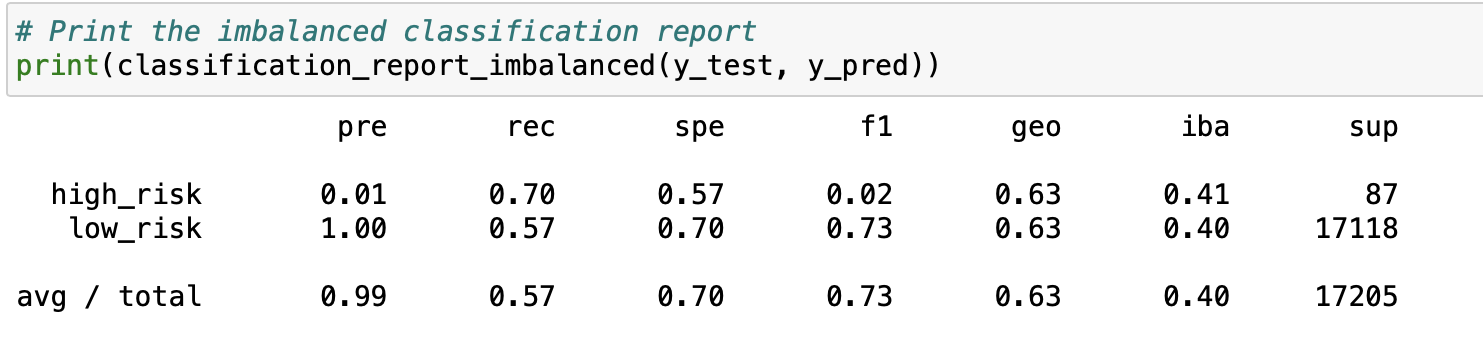 # Print the imbalanced classification report
print(classification_report_imbalanced(y_test, y_pred))
pre rec spe f1 geo iba sup
high_risk 0.01 0.70 0.57 0.02 0.63 0.41 87
low_risk 1.00 0.57 0.70 0.73 0.63 0.40 17118
avg / total 0.99 0.57 0.70 0.73 0.63 0.40 17205